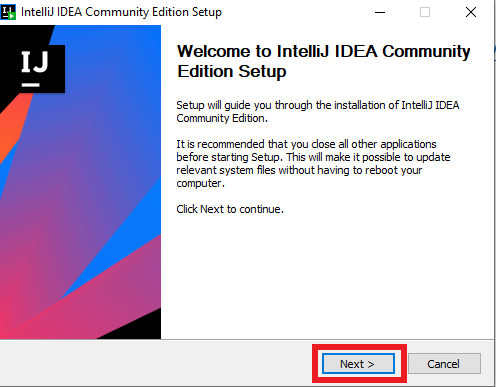 IJ IntelliJ IDEA Community Edition Setup
IJ
Welcome to IntelliJ IDEA Community
Edition Setup
Setup will guide you through the installation of IntelliJ IDEA
Community Edition.
It is recommended that you close all other applications
before starting Setup. This will make it possible to update
relevant system files without having to reboot your
computer.
Click Next to continue.
Next > Cancel